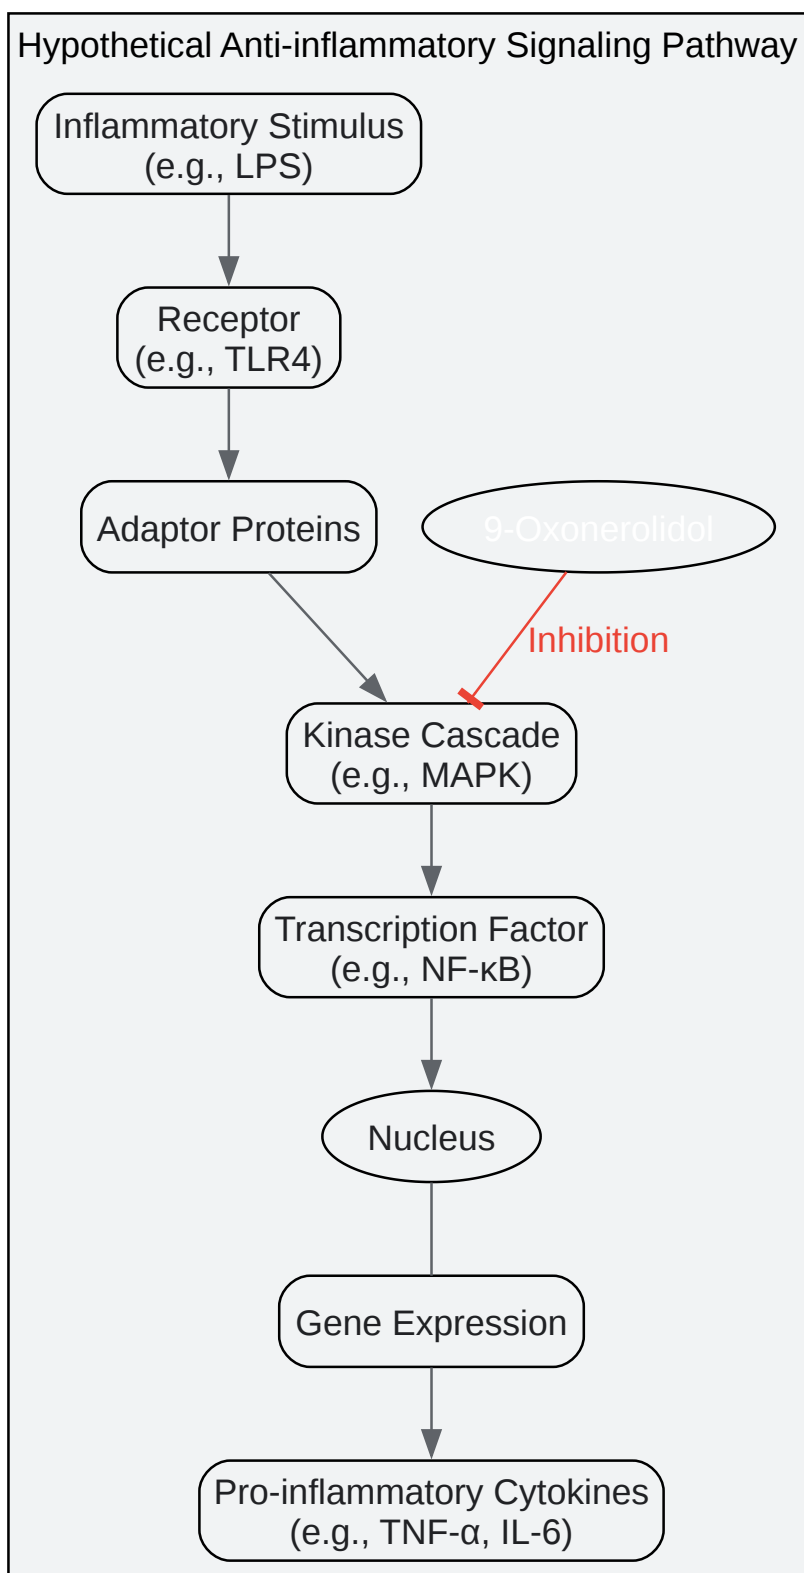 Hypothetical Anti-inflammatory Signaling Pathway
Inflammatory Stimulus
(e.g., LPS)
Receptor
(e.g., TLR4)
Adaptor Proteins
9-Oxonerolidol
Inhibition
Kinase Cascade
(e.g., MAPK)
Transcription Factor
(e.g., NF-κB)
Nucleus
Gene Expression
Pro-inflammatory Cytokines
(e.g., TNF-α, IL-6)